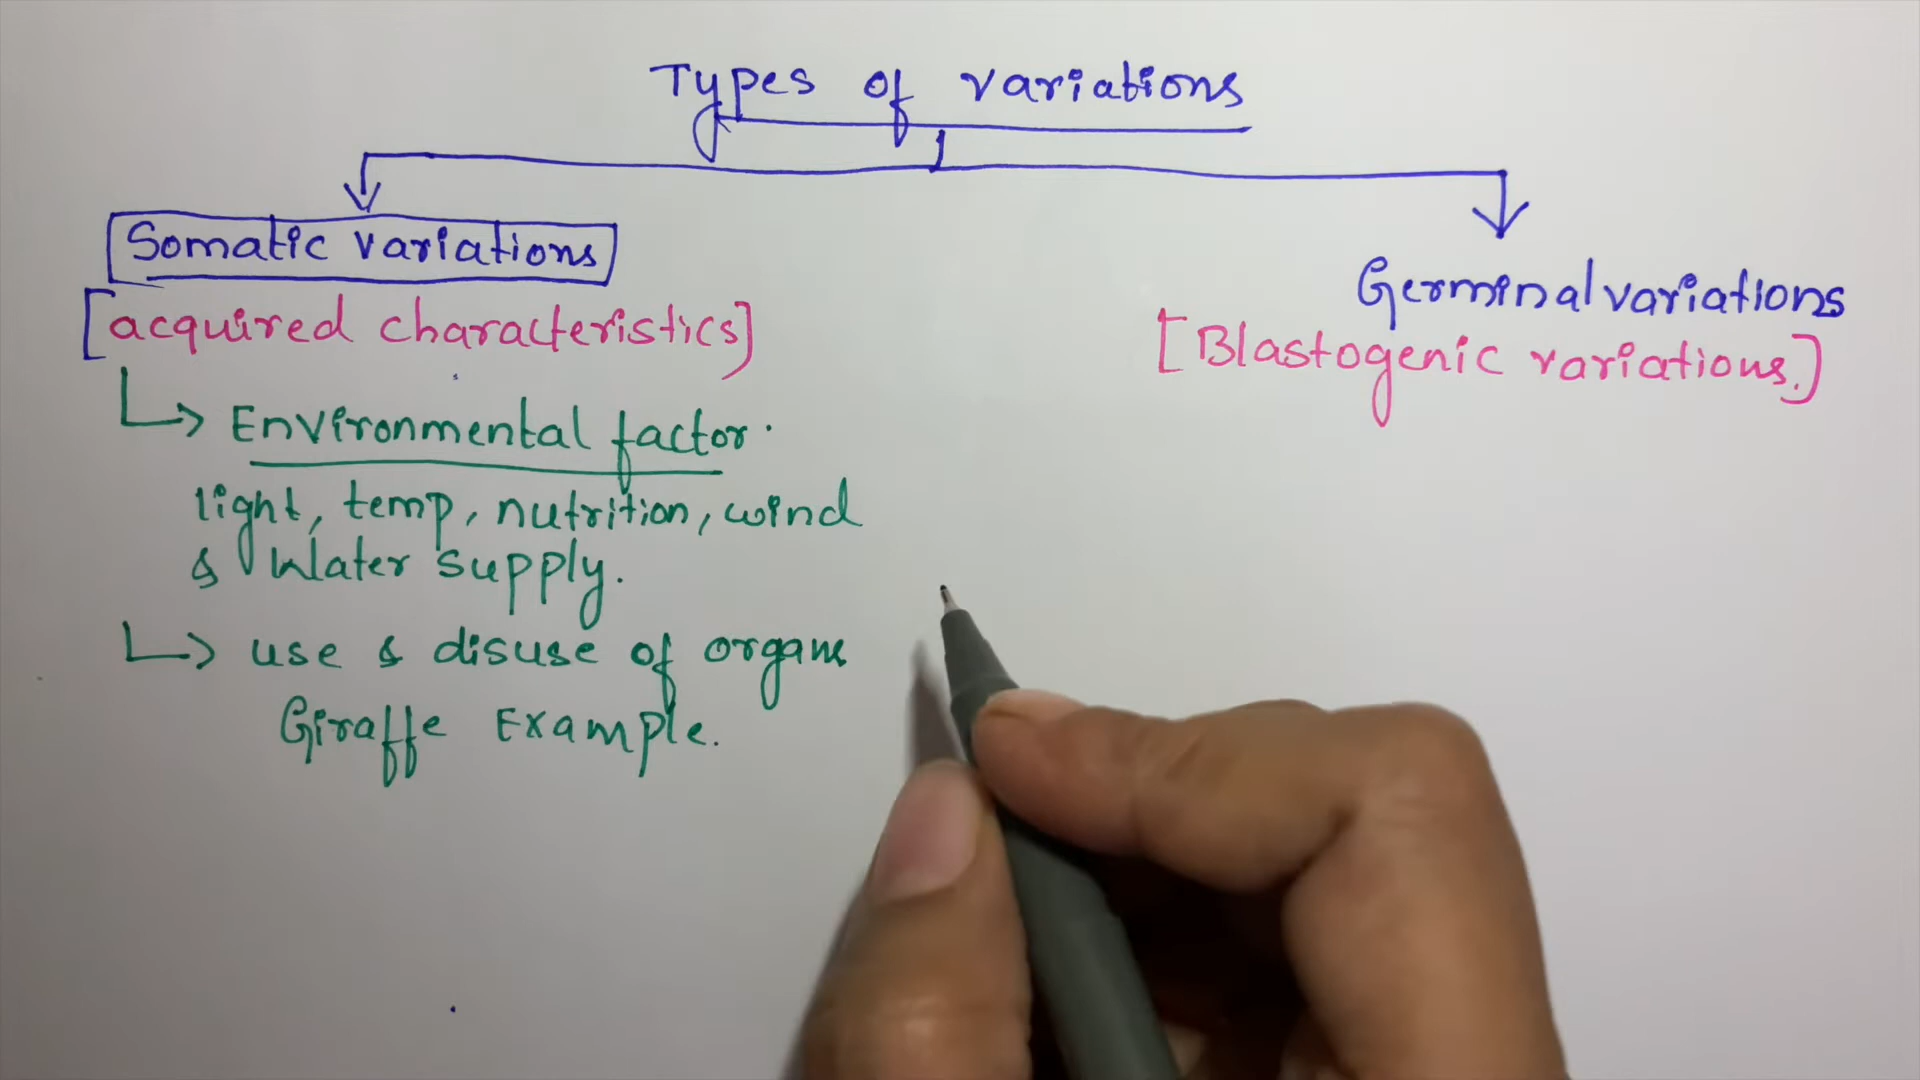 Types of variations
Somatic variations
[acquired characteristics]
↳ Environmental factor.
light, temp, nutrition, wind
& Water supply.
↳ use & disuse of organs
Giraffe Example.
Germinal variations
[Blastogenic variations.]